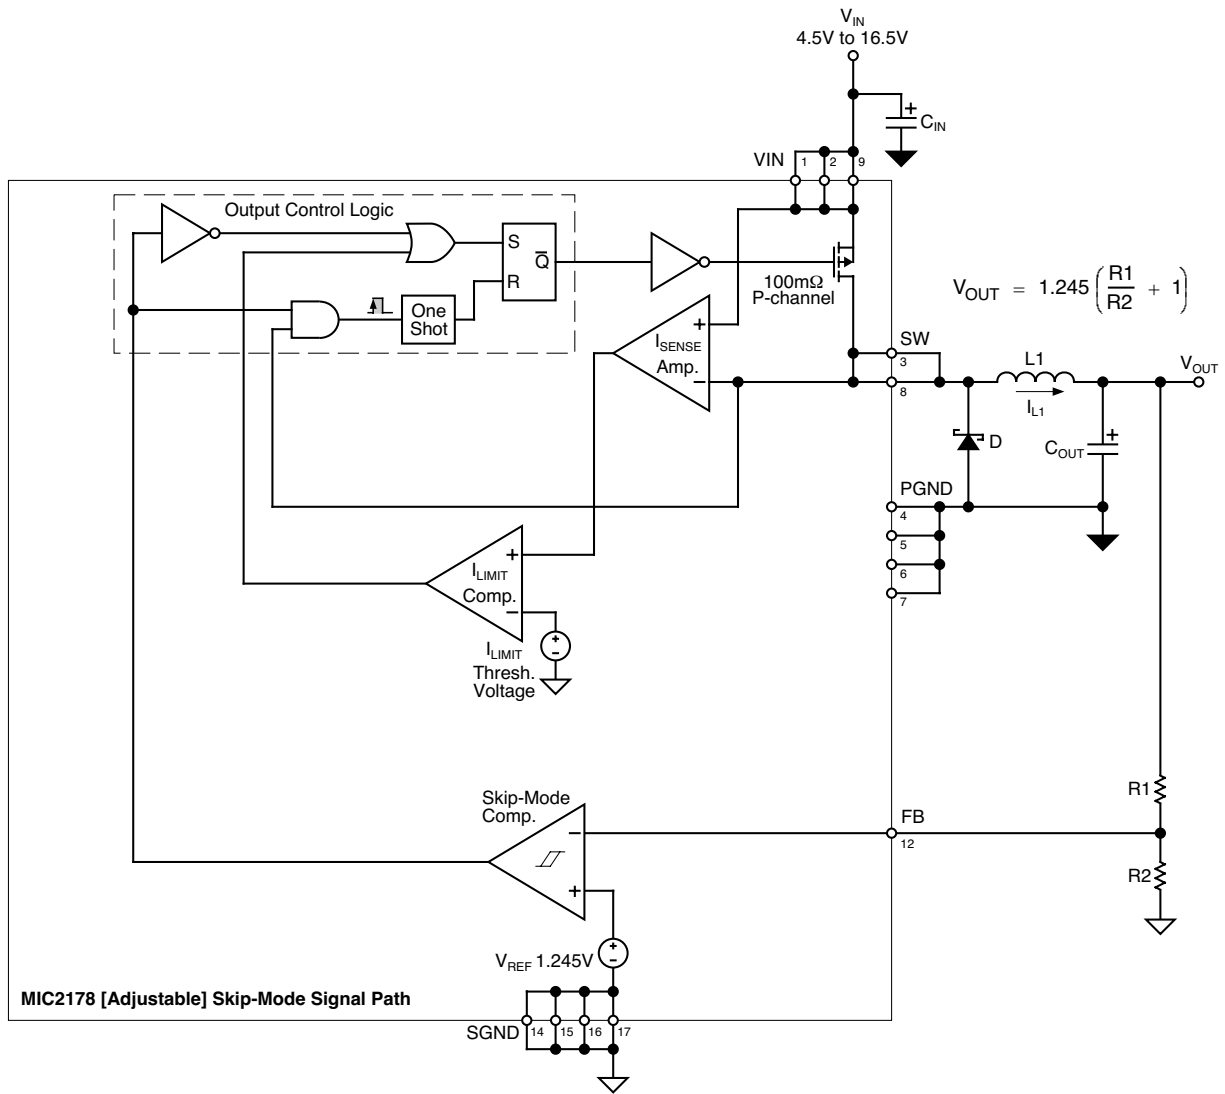 V_IN
4.5V to 16.5V
+
C_IN
VIN
1 2 9
Output Control Logic
S
Q̅
R
One
Shot
100mΩ
P-channel
V_OUT = 1.245 (R1/R2 + 1)
+
I_SENSE
Amp.
−
SW
3
8
L1
I_L1
V_OUT
D
+
C_OUT
PGND
4
5
6
7
+
I_LIMIT
Comp.
−
I_LIMIT
Thresh.
Voltage
+
−
Skip-Mode
Comp.
−
+
FB
12
R1
R2
V_REF 1.245V
+
−
MIC2178 [Adjustable] Skip-Mode Signal Path
SGND
14 15 16 17